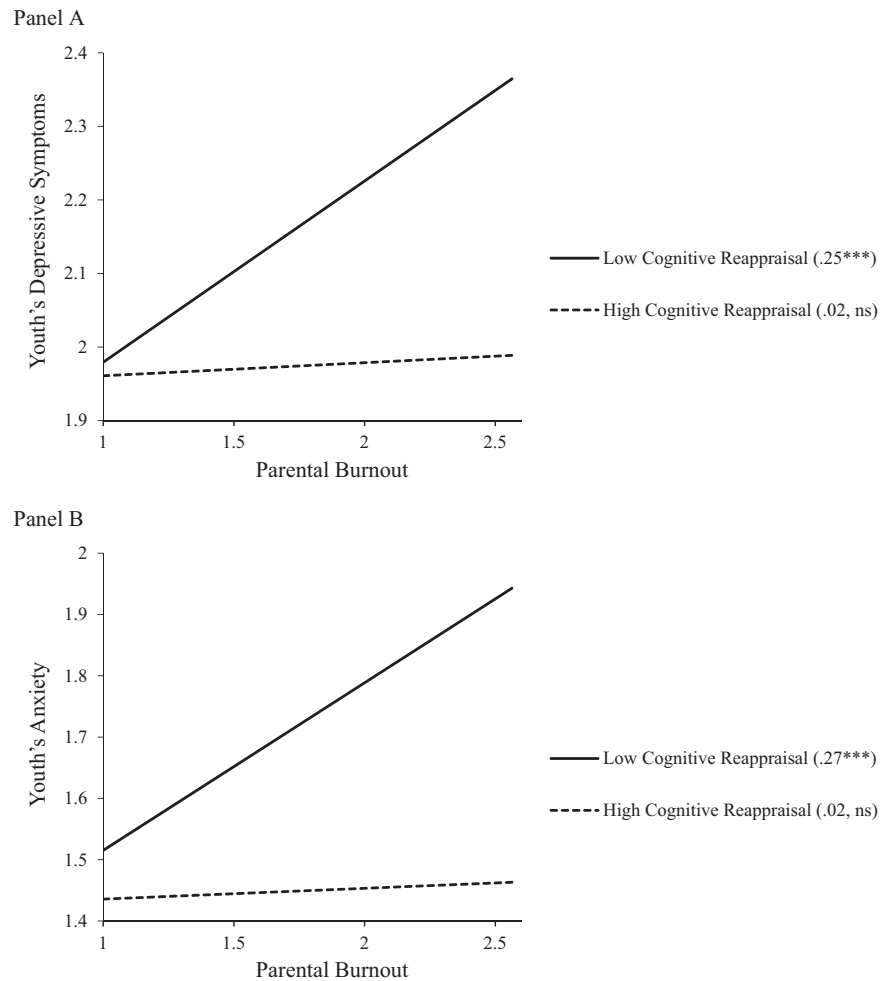 Panel A
2.4
2.3
2.2
2.1
2
1.9
Youth’s Depressive Symptoms
1
1.5
2
2.5
Parental Burnout
Low Cognitive Reappraisal (.25***)
High Cognitive Reappraisal (.02, ns)
Panel B
2
1.9
1.8
1.7
1.6
1.5
1.4
Youth’s Anxiety
1
1.5
2
2.5
Parental Burnout
Low Cognitive Reappraisal (.27***)
High Cognitive Reappraisal (.02, ns)